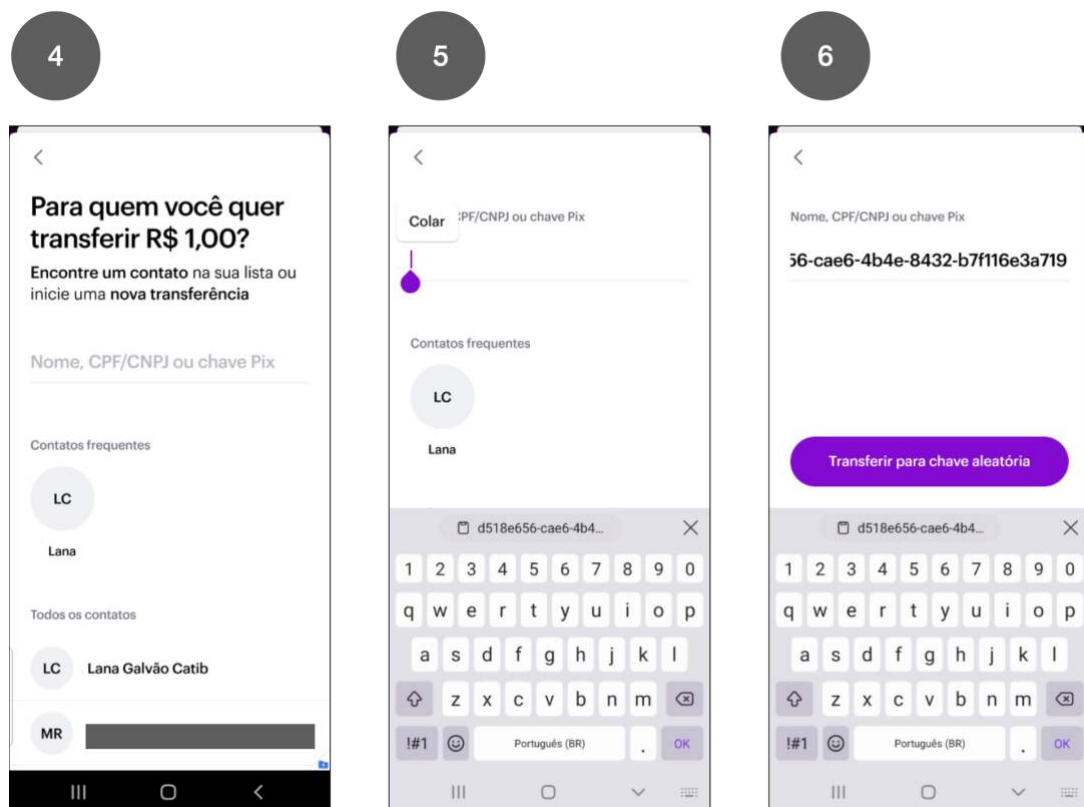 4
5
6
Para quem você quer
transferir R$ 1,00?
Encontre um contato na sua lista ou
inicie uma nova transferência
Nome, CPF/CNPJ ou chave Pix
Contatos frequentes
LC
Lana
Todos os contatos
LC Lana Galvão Catib
MR
Colar
CPF/CNPJ ou chave Pix
Contatos frequentes
LC
Lana
d518e656-cae6-4b4...
1 2 3 4 5 6 7 8 9 0
q w e r t y u i o p
a s d f g h j k l
z x c v b n m
!#1 Português (BR) . OK
Nome, CPF/CNPJ ou chave Pix
56-cae6-4b4e-8432-b7f116e3a719
Transferir para chave aleatória
d518e656-cae6-4b4...
1 2 3 4 5 6 7 8 9 0
q w e r t y u i o p
a s d f g h j k l
z x c v b n m
!#1 Português (BR) . OK